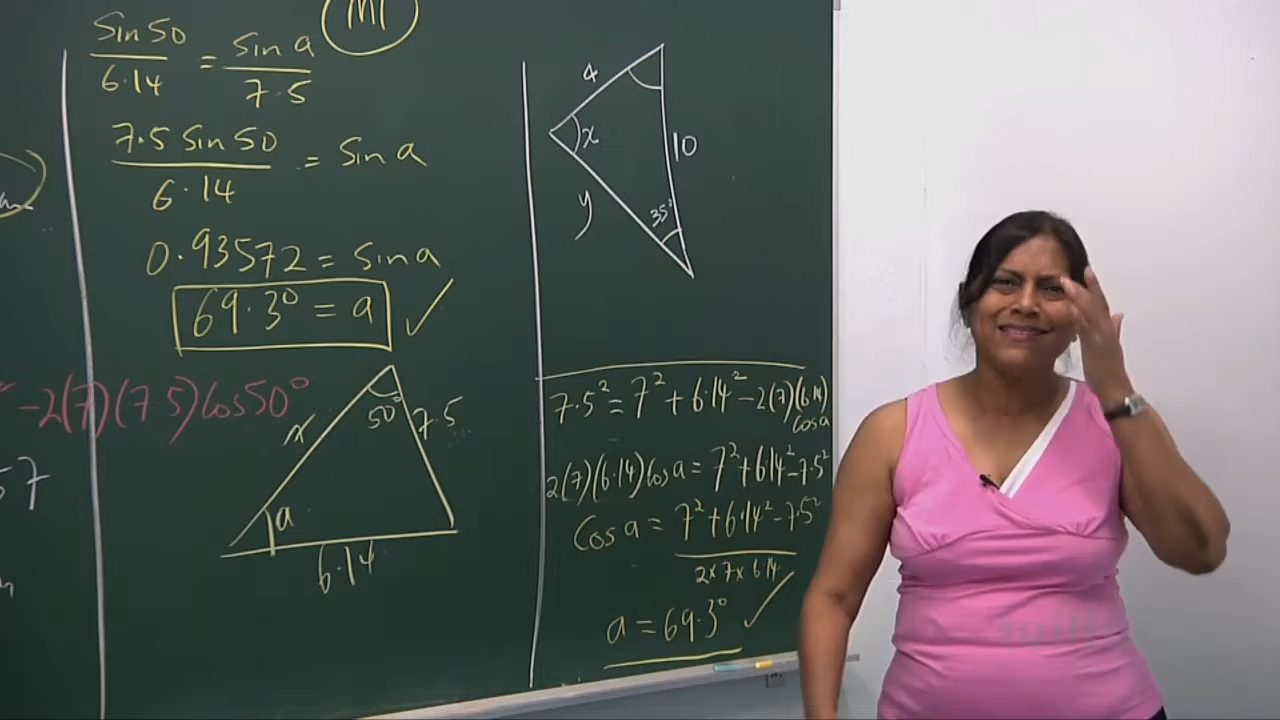 M1
Sin 50 / 6.14 = Sin a / 7.5
7.5 Sin 50 / 6.14 = Sin a
0.93572 = Sin a
69.3° = a ✓
-2(7)(7.5)Cos50°
57
x
50°
7.5
a
6.14
4
x
10
y
35°
7.5² = 7² + 6.14² - 2(7)(6.14)
Cos a
2(7)(6.14)Cos a = 7² + 6.14² - 7.5²
Cos a = 7² + 6.14² - 7.5² / 2×7×6.14
a = 69.3° ✓